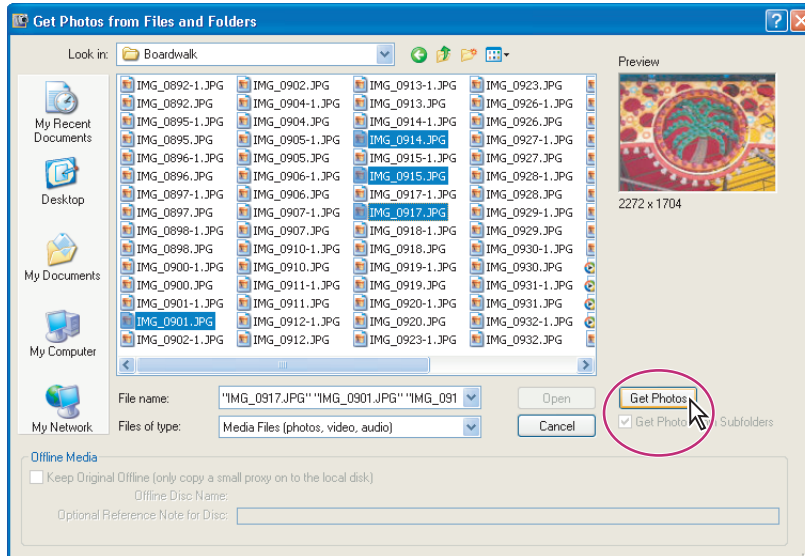 Get Photos from Files and Folders
Look in: Boardwalk
Preview
My Recent Documents
Desktop
My Documents
My Computer
My Network
IMG_0892-1.JPG IMG_0902.JPG IMG_0913-1.JPG IMG_0923.JPG
IMG_0892.JPG IMG_0904-1.JPG IMG_0913.JPG IMG_0926-1.JPG
IMG_0895-1.JPG IMG_0904.JPG IMG_0914-1.JPG IMG_0926.JPG
IMG_0895.JPG IMG_0905-1.JPG IMG_0914.JPG IMG_0927-1.JPG
IMG_0896-1.JPG IMG_0905.JPG IMG_0915-1.JPG IMG_0927.JPG
IMG_0896.JPG IMG_0906-1.JPG IMG_0915.JPG IMG_0928-1.JPG
IMG_0897-1.JPG IMG_0906.JPG IMG_0917-1.JPG IMG_0928.JPG
IMG_0897.JPG IMG_0907-1.JPG IMG_0917.JPG IMG_0929-1.JPG
IMG_0898-1.JPG IMG_0907.JPG IMG_0918-1.JPG IMG_0929.JPG
IMG_0898.JPG IMG_0910-1.JPG IMG_0918.JPG IMG_0930-1.JPG
IMG_0900-1.JPG IMG_0910.JPG IMG_0919-1.JPG IMG_0930.JPG
IMG_0900.JPG IMG_0911-1.JPG IMG_0919.JPG IMG_0931-1.JPG
IMG_0901-1.JPG IMG_0911.JPG IMG_0920-1.JPG IMG_0931.JPG
IMG_0901.JPG IMG_0912-1.JPG IMG_0920.JPG IMG_0932-1.JPG
IMG_0902-1.JPG IMG_0912.JPG IMG_0923-1.JPG IMG_0932.JPG
2272 x 1704
File name: "IMG_0917.JPG" "IMG_0901.JPG" "IMG_091 Open Get Photos
Files of type: Media Files (photos, video, audio) Cancel Get Photo Subfolders
Offline Media
Keep Original Offline (only copy a small proxy on to the local disk)
Offline Disc Name:
Optional Reference Note for Disc: